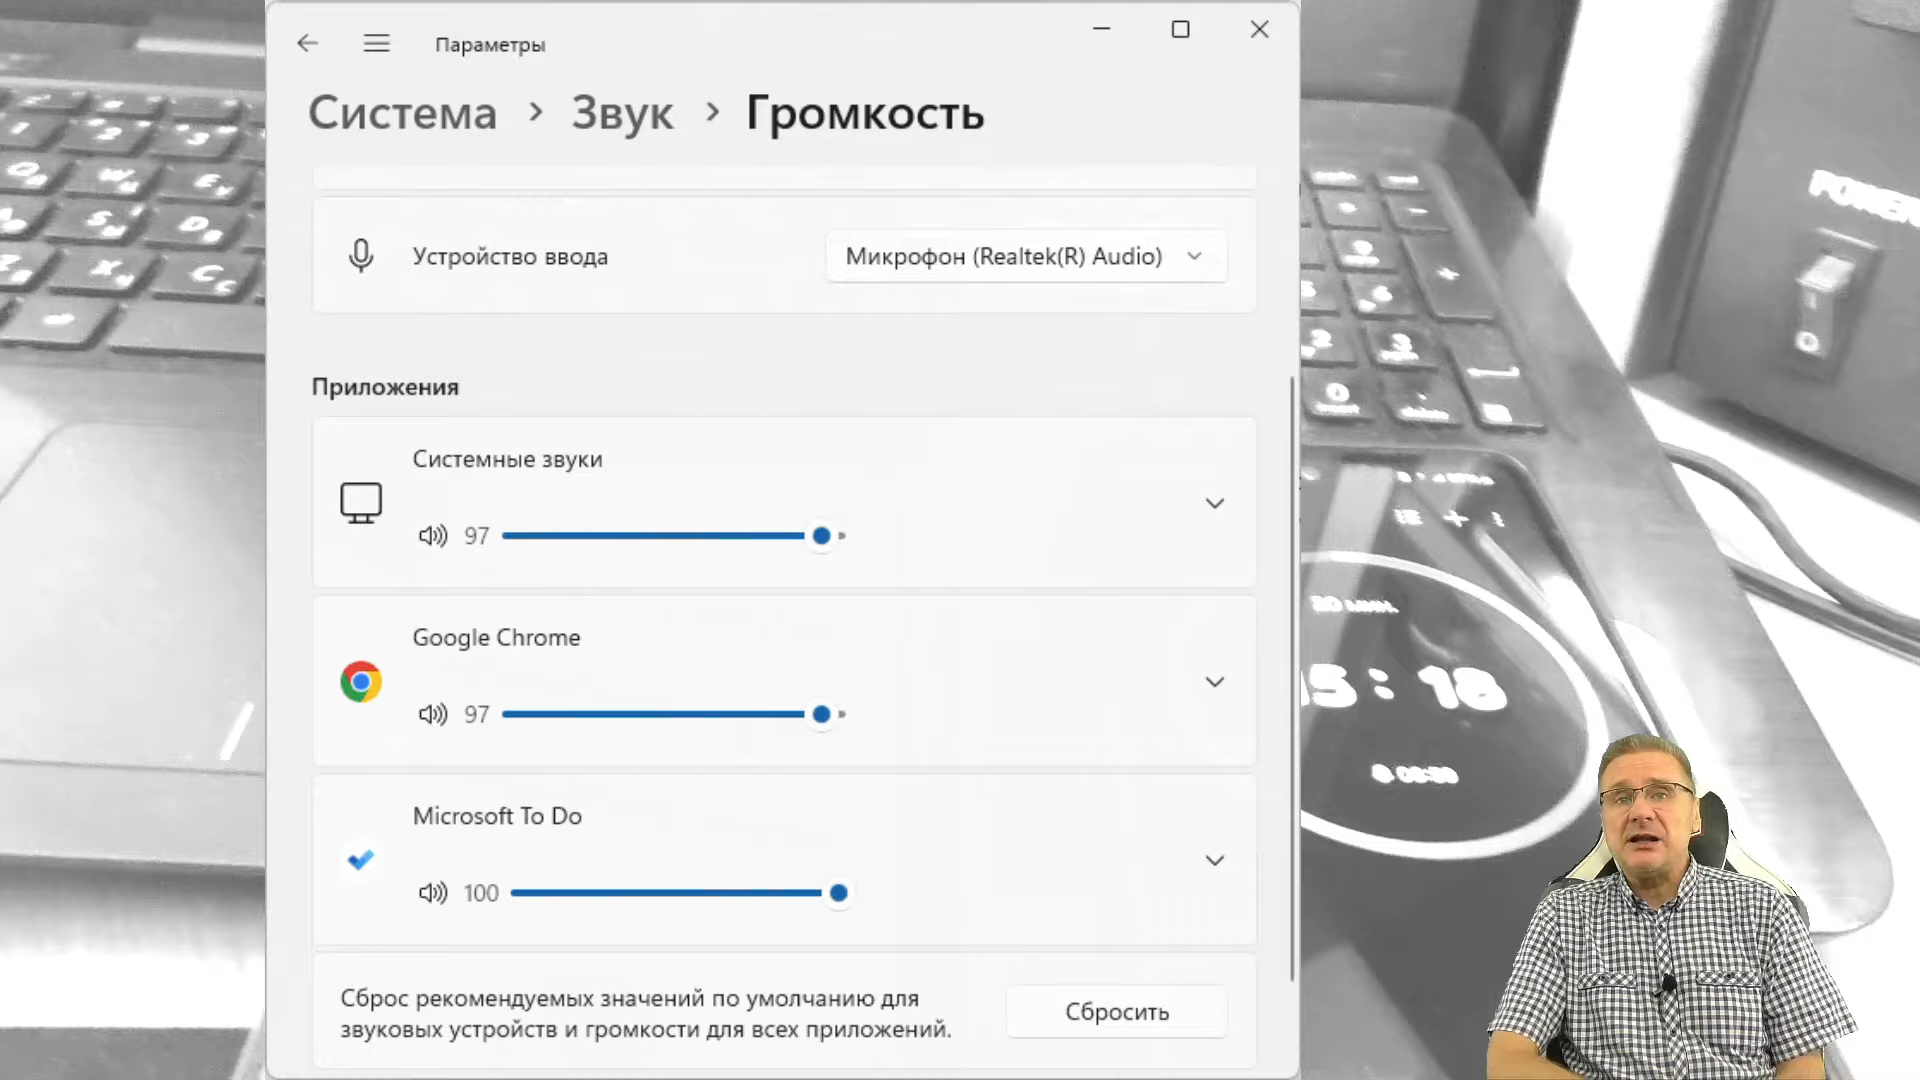 Параметры
Система > Звук > Громкость
Устройство ввода
Микрофон (Realtek(R) Audio)
Приложения
Системные звуки
97
Google Chrome
97
Microsoft To Do
100
Сброс рекомендуемых значений по умолчанию для
звуковых устройств и громкости для всех приложений.
Сбросить